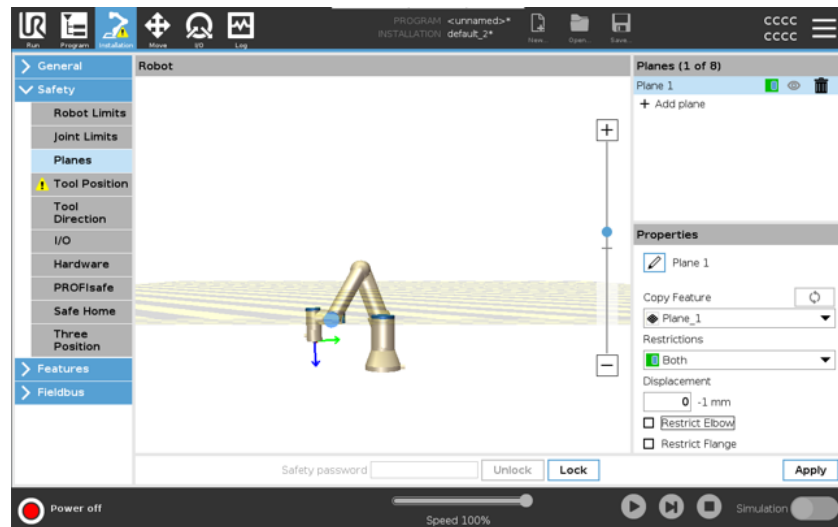 UR
PROGRAM <unnamed>*
INSTALLATION default_2*
CCCC
CCCC
Run Program Installation Move I/O Log New... Open... Save...
General
Safety
Robot Limits
Joint Limits
Planes
Tool Position
Tool
Direction
I/O
Hardware
PROFIsafe
Safe Home
Three
Position
Features
Fieldbus
Robot
Safety password Unlock Lock
Planes (1 of 8)
Plane 1
+ Add plane
Properties
Plane 1
Copy Feature
Plane_1
Restrictions
Both
Displacement
0 -1 mm
Restrict Elbow
Restrict Flange
Apply
Power off
Speed 100%
Simulation